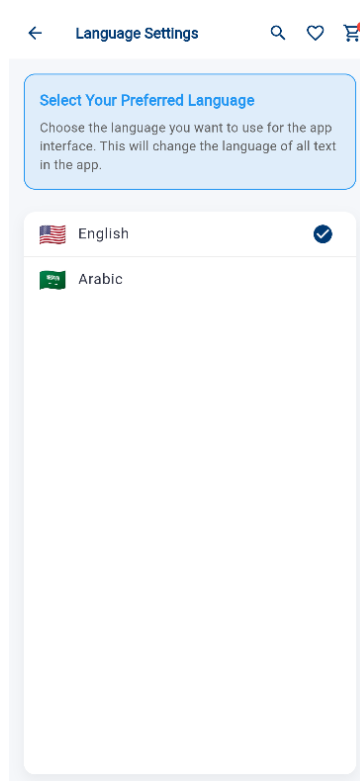 Language Settings
Select Your Preferred Language
Choose the language you want to use for the app
interface. This will change the language of all text
in the app.
English
Arabic